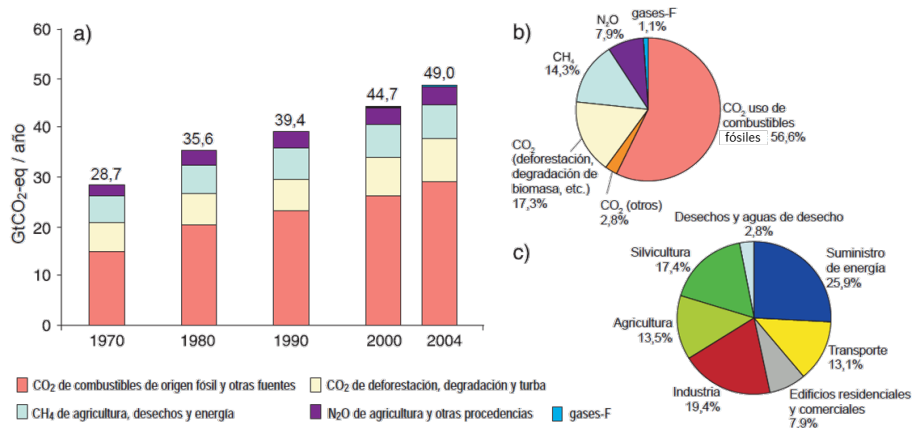 a)
GtCO₂-eq / año
60
50
40
30
20
10
0
28,7
35,6
39,4
44,7
49,0
1970
1980
1990
2000
2004
CO₂ de combustibles de origen fósil y otras fuentes
CO₂ de deforestación, degradación y turba
CH₄ de agricultura, desechos y energía
N₂O de agricultura y otras procedencias
gases-F
b)
gases-F
1,1%
N₂O
7,9%
CH₄
14,3%
CO₂
(deforestación,
degradación de
biomasa, etc.)
17,3%
CO₂ (otros)
2,8%
CO₂ uso de
combustibles
fósiles 56,6%
c)
Desechos y aguas de desecho
2,8%
Suministro
de energía
25,9%
Transporte
13,1%
Edificios residenciales
y comerciales
7,9%
Industria
19,4%
Agricultura
13,5%
Silvicultura
17,4%